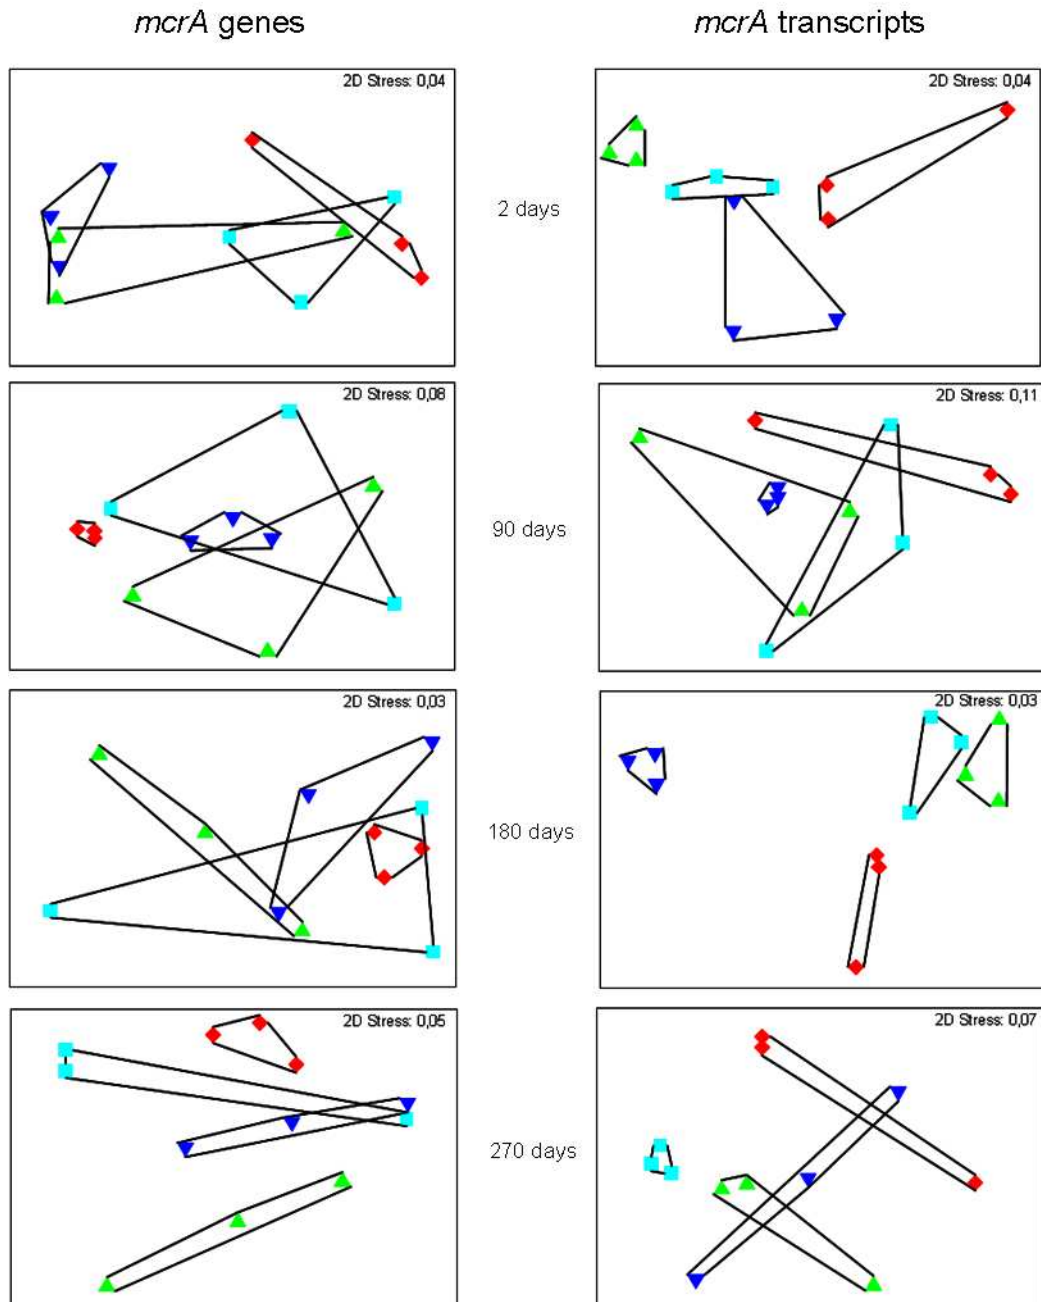 mcrA genes mcrA transcripts
2D Stress: 0,04 2D Stress: 0,04
2 days
2D Stress: 0,08 2D Stress: 0,11
90 days
2D Stress: 0,03 2D Stress: 0,03
180 days
2D Stress: 0,05 2D Stress: 0,07
270 days